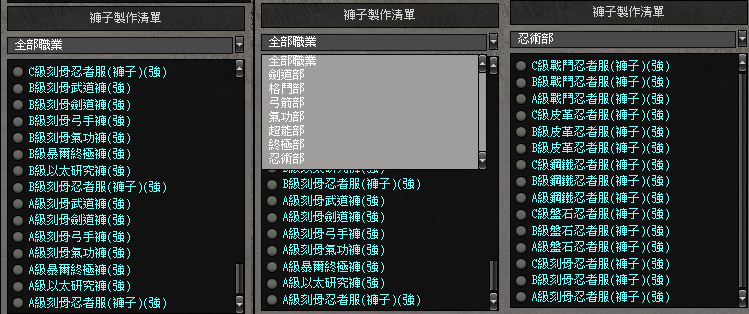 褲子製作清單
全部職業
C級刻骨忍者服(褲子)(強)
B級刻骨武道褲(強)
B級刻骨劍道褲(強)
B級刻骨弓手褲(強)
B級刻骨氣功褲(強)
B級暴爾終極褲(強)
B級以太研究褲(強)
B級刻骨忍者服(褲子)(強)
A級刻骨武道褲(強)
A級刻骨劍道褲(強)
A級刻骨弓手褲(強)
A級刻骨氣功褲(強)
A級暴爾終極褲(強)
A級以太研究褲(強)
A級刻骨忍者服(褲子)(強)
褲子製作清單
全部職業
全部職業
劍道部
格鬥部
弓箭部
氣功部
超能部
終極部
忍術部
B級刻骨忍者服(褲子)(強)
A級刻骨武道褲(強)
A級刻骨劍道褲(強)
A級刻骨弓手褲(強)
A級刻骨氣功褲(強)
A級暴爾終極褲(強)
A級以太研究褲(強)
A級刻骨忍者服(褲子)(強)
褲子製作清單
忍術部
C級戰鬥忍者服(褲子)(強)
B級戰鬥忍者服(褲子)(強)
A級戰鬥忍者服(褲子)(強)
C級皮革忍者服(褲子)(強)
B級皮革忍者服(褲子)(強)
B級皮革忍者服(褲子)(強)
C級鋼鐵忍者服(褲子)(強)
B級鋼鐵忍者服(褲子)(強)
A級鋼鐵忍者服(褲子)(強)
C級盤石忍者服(褲子)(強)
B級盤石忍者服(褲子)(強)
A級盤石忍者服(褲子)(強)
C級刻骨忍者服(褲子)(強)
B級刻骨忍者服(褲子)(強)
A級刻骨忍者服(褲子)(強)